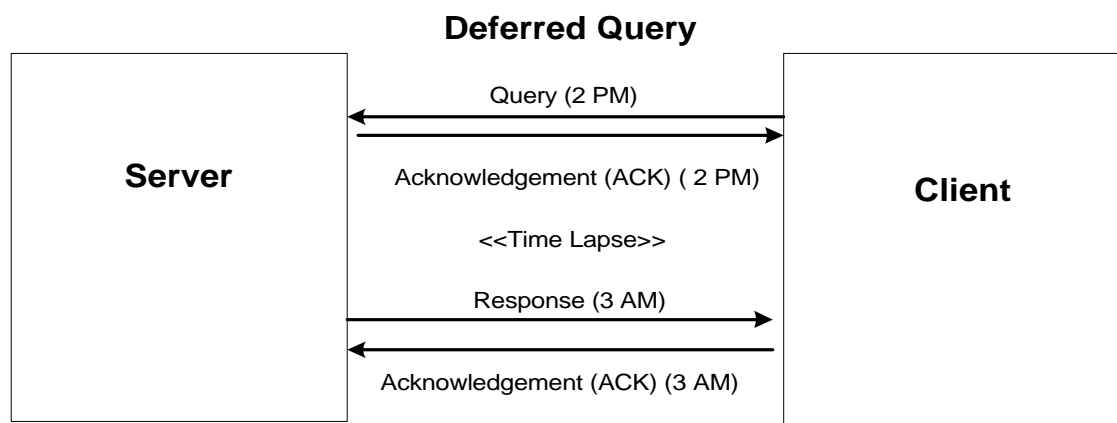 Deferred Query
Query (2 PM)
Server
Acknowledgement (ACK) ( 2 PM)
Client
<<Time Lapse>>
Response (3 AM)
Acknowledgement (ACK) (3 AM)